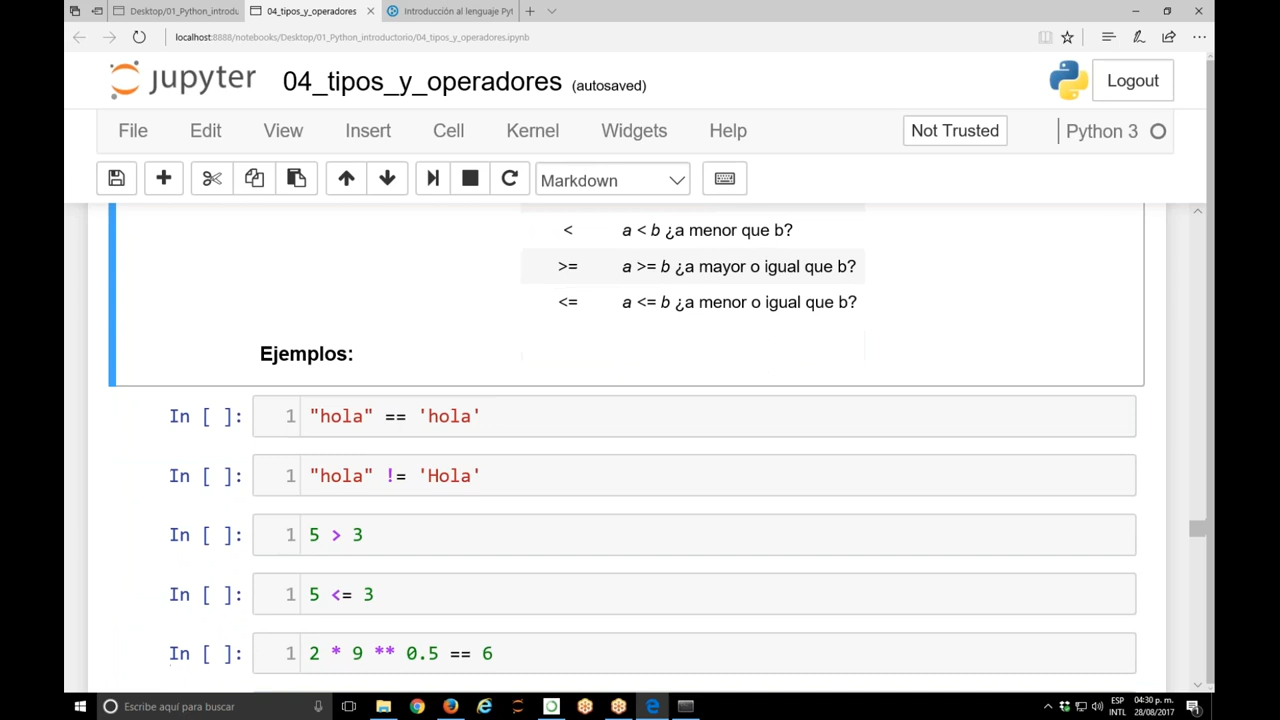 Desktop/01_Python_introdu
04_tipos_y_operadores
Introducción al lenguaje Pyt
localhost:8888/notebooks/Desktop/01_Python_introductorio/04_tipos_y_operadores.ipynb
jupyter 04_tipos_y_operadores (autosaved)
Logout
File Edit View Insert Cell Kernel Widgets Help
Not Trusted
Python 3
Markdown
< a < b ¿a menor que b?
>= a >= b ¿a mayor o igual que b?
<= a <= b ¿a menor o igual que b?
Ejemplos:
In [ ]: 1 "hola" == 'hola'
In [ ]: 1 "hola" != 'Hola'
In [ ]: 1 5 > 3
In [ ]: 1 5 <= 3
In [ ]: 1 2 * 9 ** 0.5 == 6
Escribe aquí para buscar
ESP
INTL
04:30 p. m.
28/08/2017
1